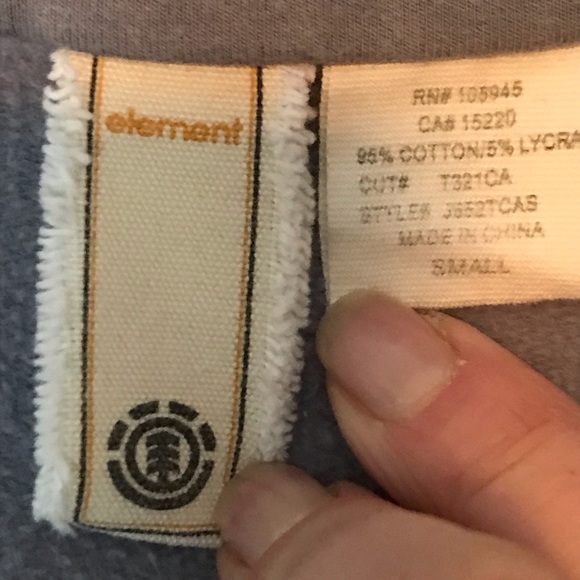 element
RN# 105945
CA# 15220
95% COTTON/5% LYCRA
CUT# T321CA
STYLE# J652TCAS
MADE IN CHINA
SMALL